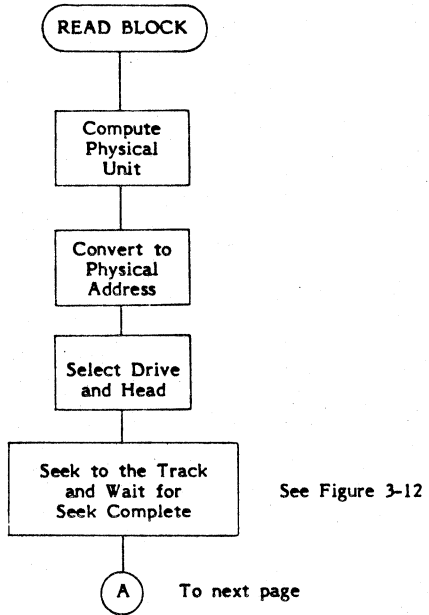 READ BLOCK
Compute
Physical
Unit
Convert to
Physical
Address
Select Drive
and Head
Seek to the Track
and Wait for
Seek Complete
See Figure 3-12
A
To next page